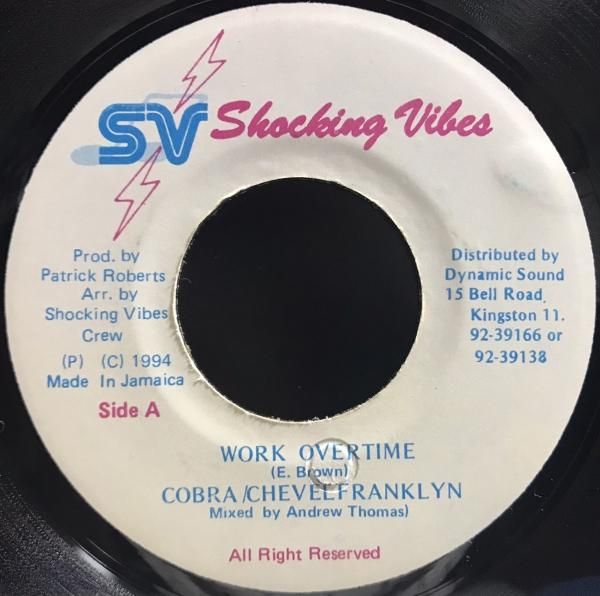 SV Shocking Vibes
Prod. by
Patrick Roberts
Arr. by
Shocking Vibes
Crew
(P) (C) 1994
Made In Jamaica
Side A
Distributed by
Dynamic Sound
15 Bell Road,
Kingston 11.
92-39166 or
92-39138
WORK OVERTIME
(E. Brown)
COBRA/CHEVELFRANKLYN
Mixed by Andrew Thomas)
All Right Reserved